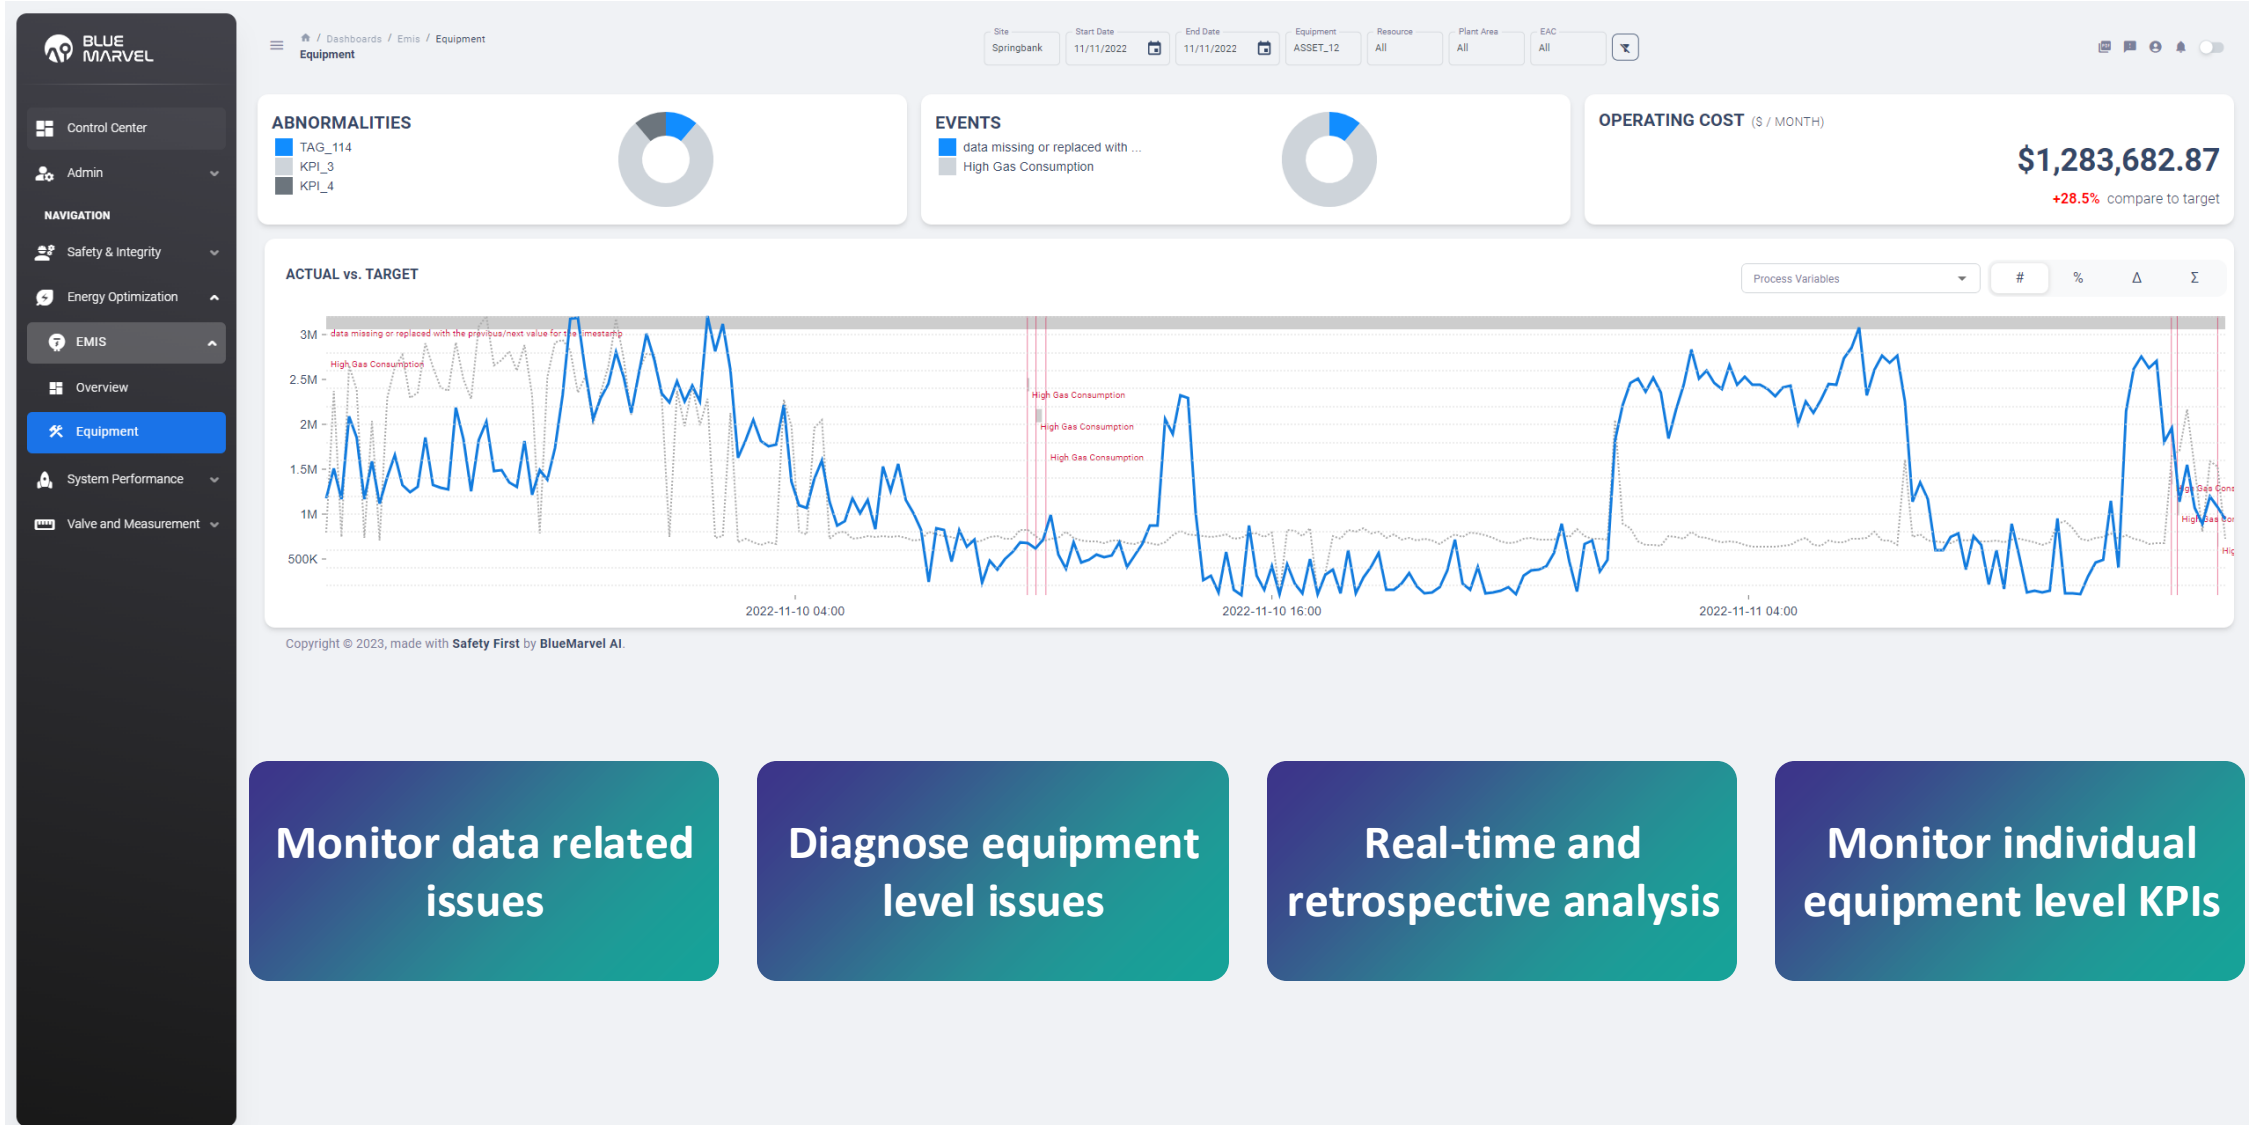 BLUE
MARVEL
Control Center
Admin
NAVIGATION
Safety & Integrity
Energy Optimization
EMIS
Overview
Equipment
System Performance
Valve and Measurement
/ Dashboards / Emis / Equipment
Equipment
Site
Springbank
Start Date
11/11/2022
End Date
11/11/2022
Equipment
ASSET_12
Resource
All
Plant Area
All
EAC
All
ABNORMALITIES
TAG_114
KPI_3
KPI_4
EVENTS
data missing or replaced with ...
High Gas Consumption
OPERATING COST ($ / MONTH)
$1,283,682.87
+28.5% compare to target
ACTUAL vs. TARGET
Process Variables
# % Δ Σ
3M
2.5M
2M
1.5M
1M
500K
data missing or replaced with the previous/next value for the timestamp
High Gas Consumption
High Gas Consumption
High Gas Consumption
High Gas Consumption
High Gas Cons
High Gas Con
Hig
2022-11-10 04:00
2022-11-10 16:00
2022-11-11 04:00
Copyright © 2023, made with Safety First by BlueMarvel AI.
Monitor data related
issues
Diagnose equipment
level issues
Real-time and
retrospective analysis
Monitor individual
equipment level KPIs